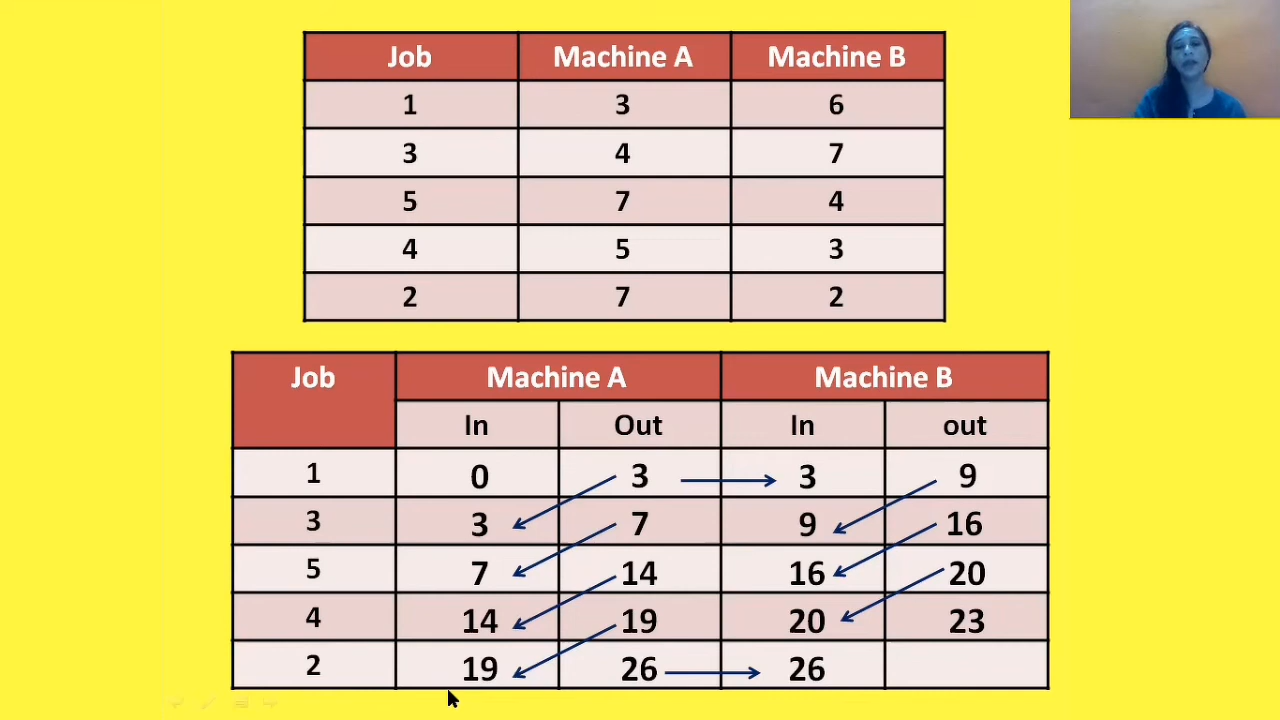 Job Machine A Machine B
1 3 6
3 4 7
5 7 4
4 5 3
2 7 2
Job Machine A Machine B
In Out In out
1 0 3 3 9
3 3 7 9 16
5 7 14 16 20
4 14 19 20 23
2 19 26 26